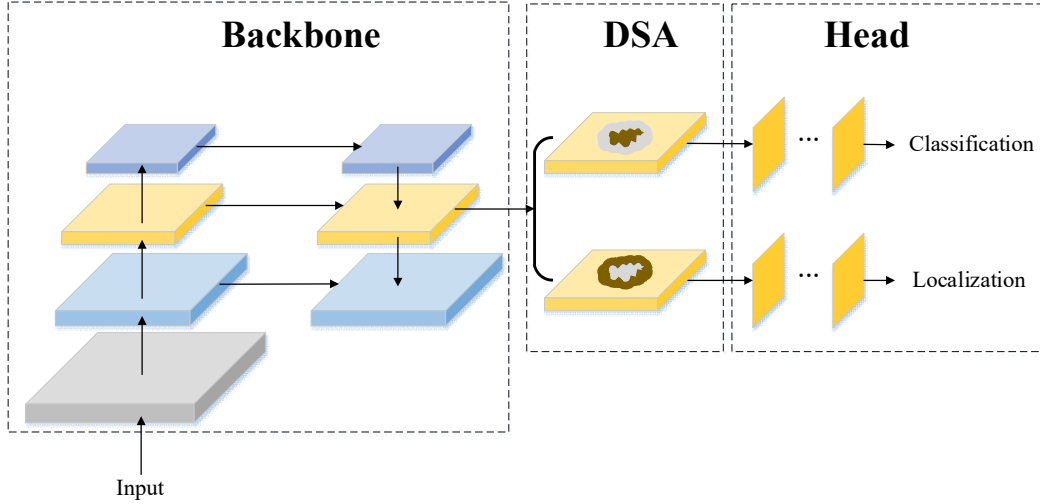 Backbone
DSA
Head
...
Classification
...
Localization
Input